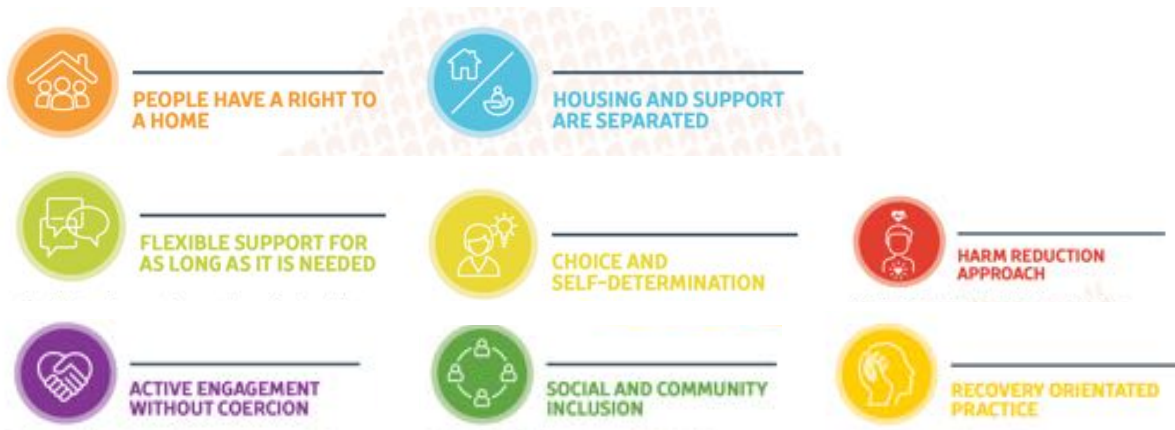 PEOPLE HAVE A RIGHT TO
A HOME
HOUSING AND SUPPORT
ARE SEPARATED
FLEXIBLE SUPPORT FOR
AS LONG AS IT IS NEEDED
CHOICE AND
SELF-DETERMINATION
HARM REDUCTION
APPROACH
ACTIVE ENGAGEMENT
WITHOUT COERCION
SOCIAL AND COMMUNITY
INCLUSION
RECOVERY ORIENTATED
PRACTICE